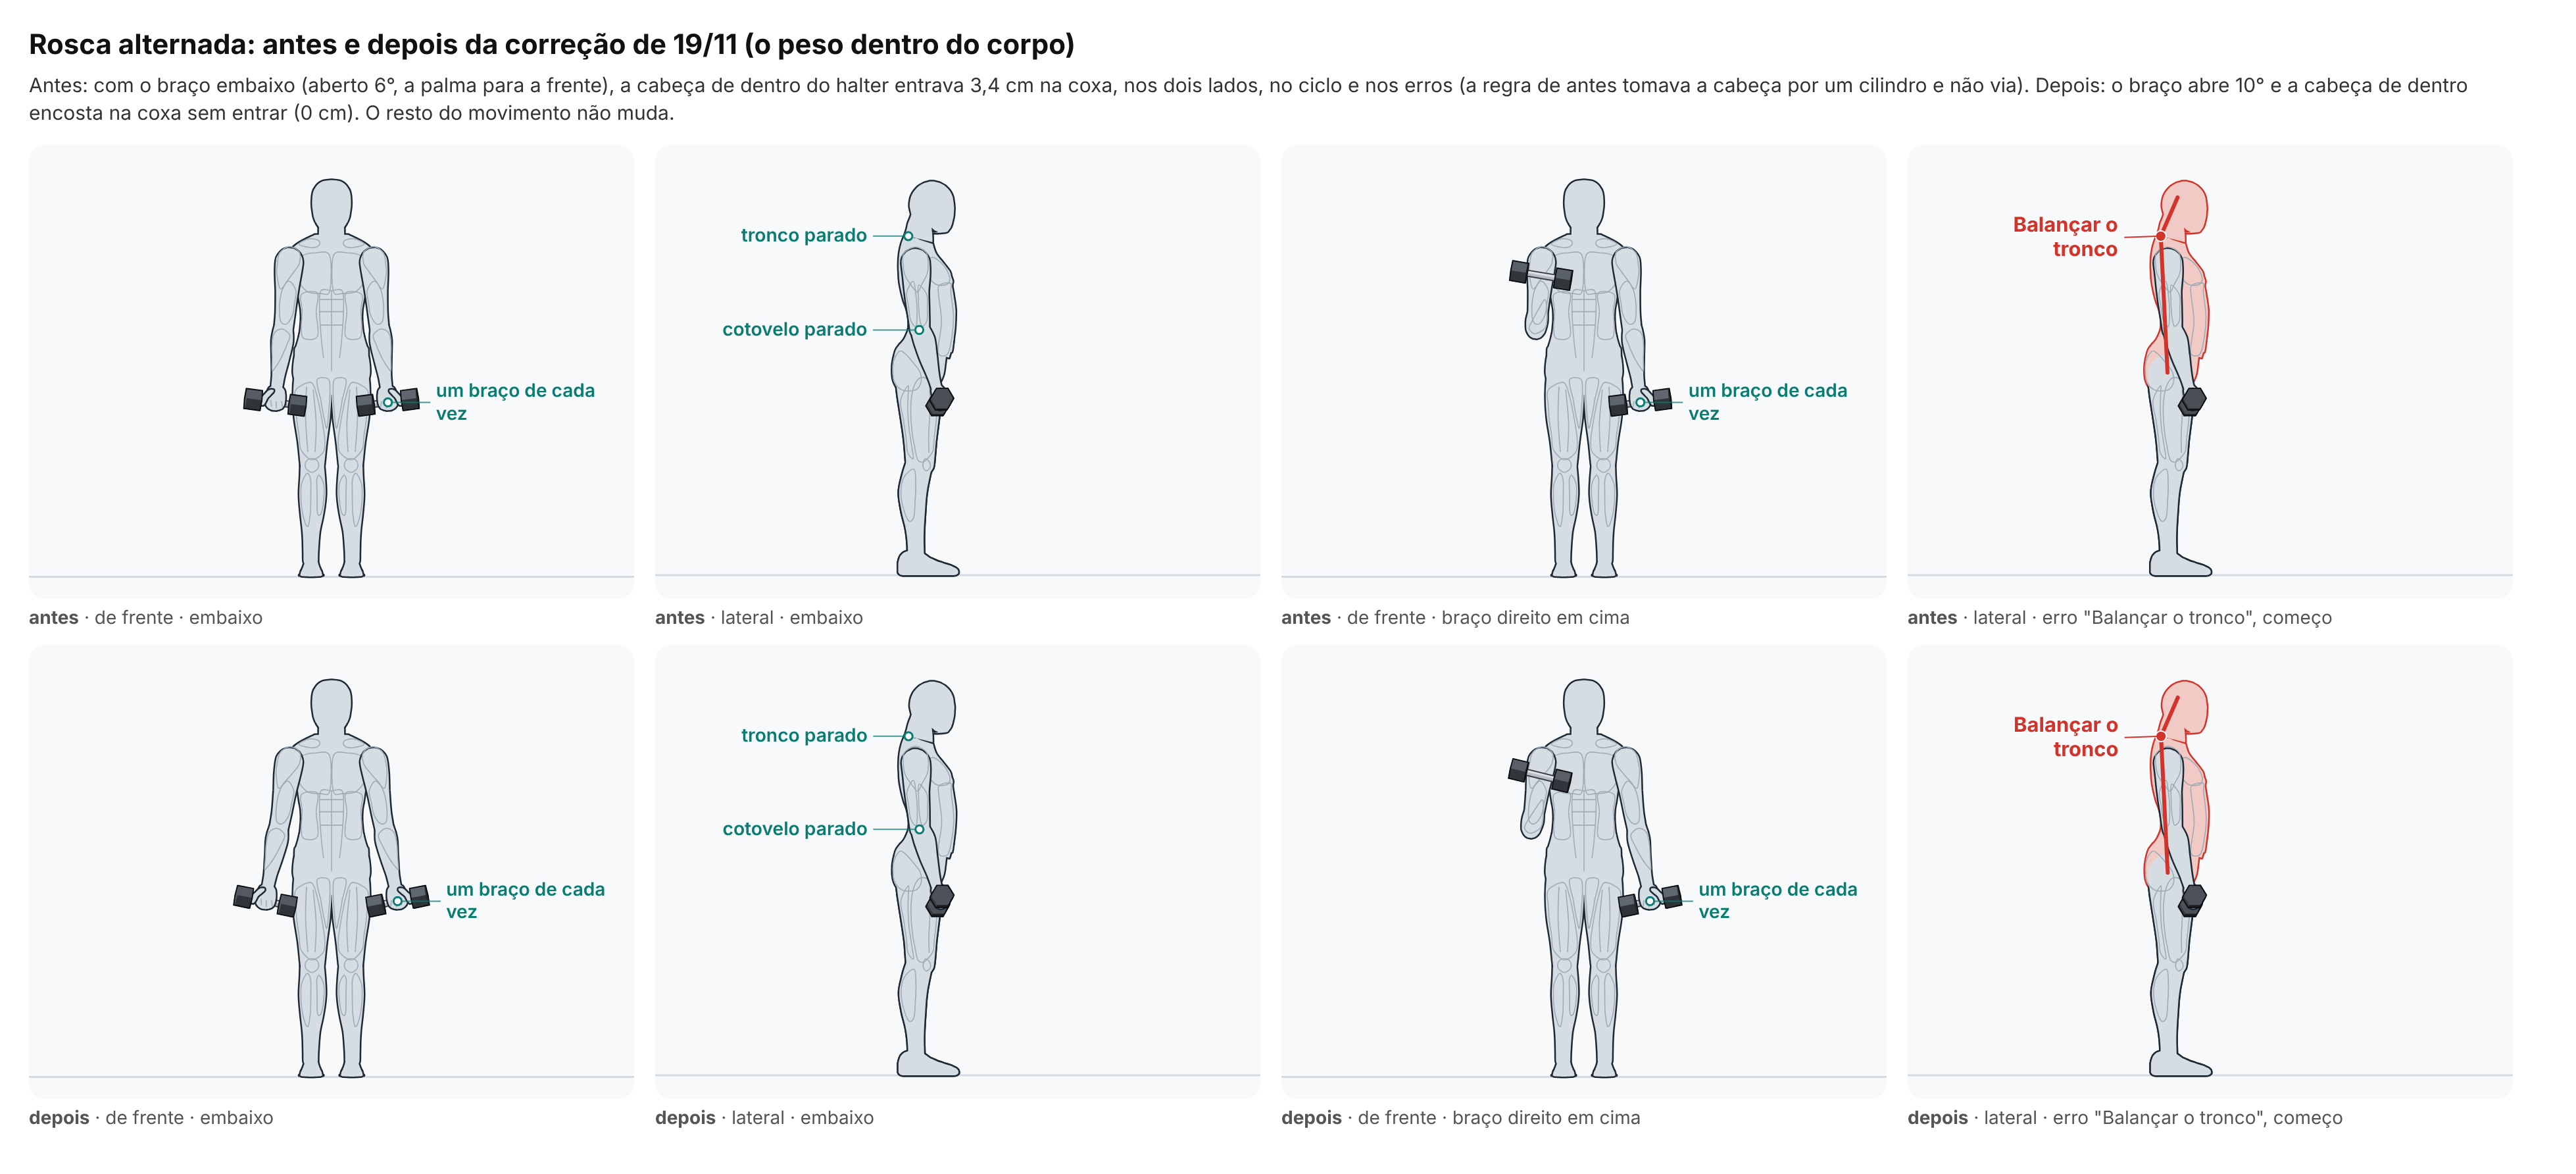 Rosca alternada: antes e depois da correção de 19/11 (o peso dentro do corpo)
Antes: com o braço embaixo (aberto 6°, a palma para a frente), a cabeça de dentro do halter entrava 3,4 cm na coxa, nos dois lados, no ciclo e nos erros (a regra de antes tomava a cabeça por um cilindro e não via). Depois: o braço abre 10° e a cabeça de dentro
encosta na coxa sem entrar (0 cm). O resto do movimento não muda.
um braço de cada
vez
antes · de frente · embaixo
tronco parado
cotovelo parado
antes · lateral · embaixo
um braço de cada
vez
antes · de frente · braço direito em cima
Balançar o
tronco
antes · lateral · erro "Balançar o tronco", começo
um braço de cada
vez
depois · de frente · embaixo
tronco parado
cotovelo parado
depois · lateral · embaixo
um braço de cada
vez
depois · de frente · braço direito em cima
Balançar o
tronco
depois · lateral · erro "Balançar o tronco", começo